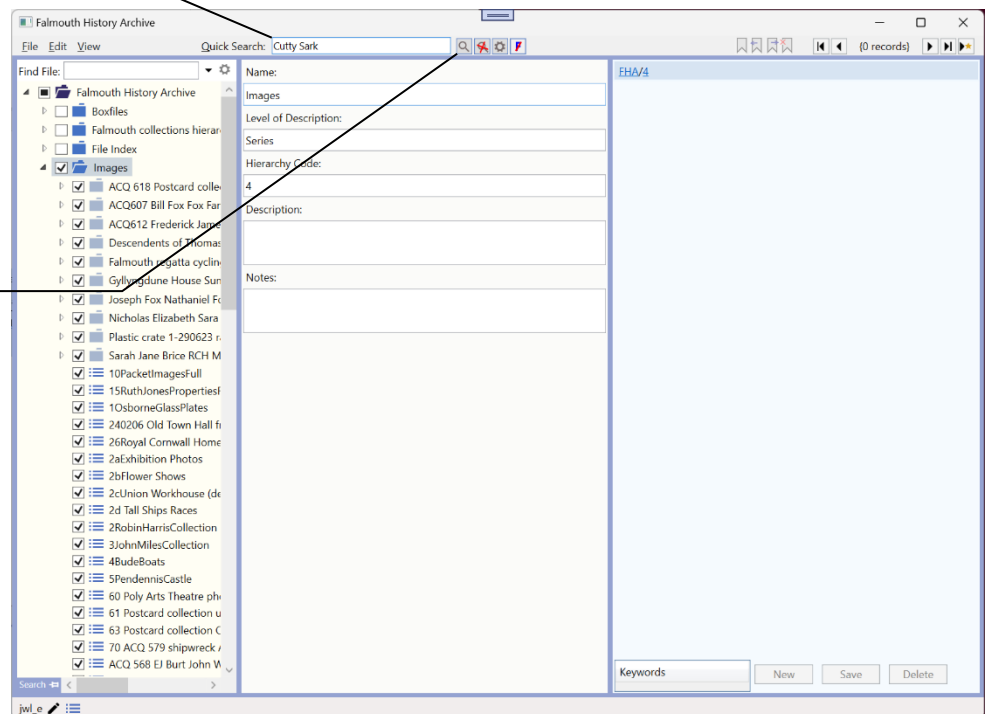 Falmouth History Archive
File Edit View Quick Search: Cutty Sark (0 records)
Find File:
Falmouth History Archive
Boxfiles
Falmouth collections hierar
File Index
Images
ACQ 618 Postcard colle
ACQ607 Bill Fox Fox Far
ACQ612 Frederick Jame
Descendents of Thomas
Falmouth regatta cyclin
Gyllyngdune House Sun
Joseph Fox Nathaniel Fo
Nicholas Elizabeth Sara
Plastic crate 1-290623 r
Sarah Jane Brice RCH M
10PacketImagesFull
15RuthJonesPropertiesF
1OsborneGlassPlates
240206 Old Town Hall fr
26Royal Cornwall Home
2aExhibition Photos
2bFlower Shows
2cUnion Workhouse (de
2d Tall Ships Races
2RobinHarrisCollection
3JohnMilesCollection
4BudeBoats
5PendennisCastle
60 Poly Arts Theatre pho
61 Postcard collection u
63 Postcard collection C
70 ACQ 579 shipwreck
ACQ 568 EJ Burt John W
Search
Name:
Images
Level of Description:
Series
Hierarchy Code:
4
Description:
Notes:
FHA/4
Keywords New Save Delete
jwl_e